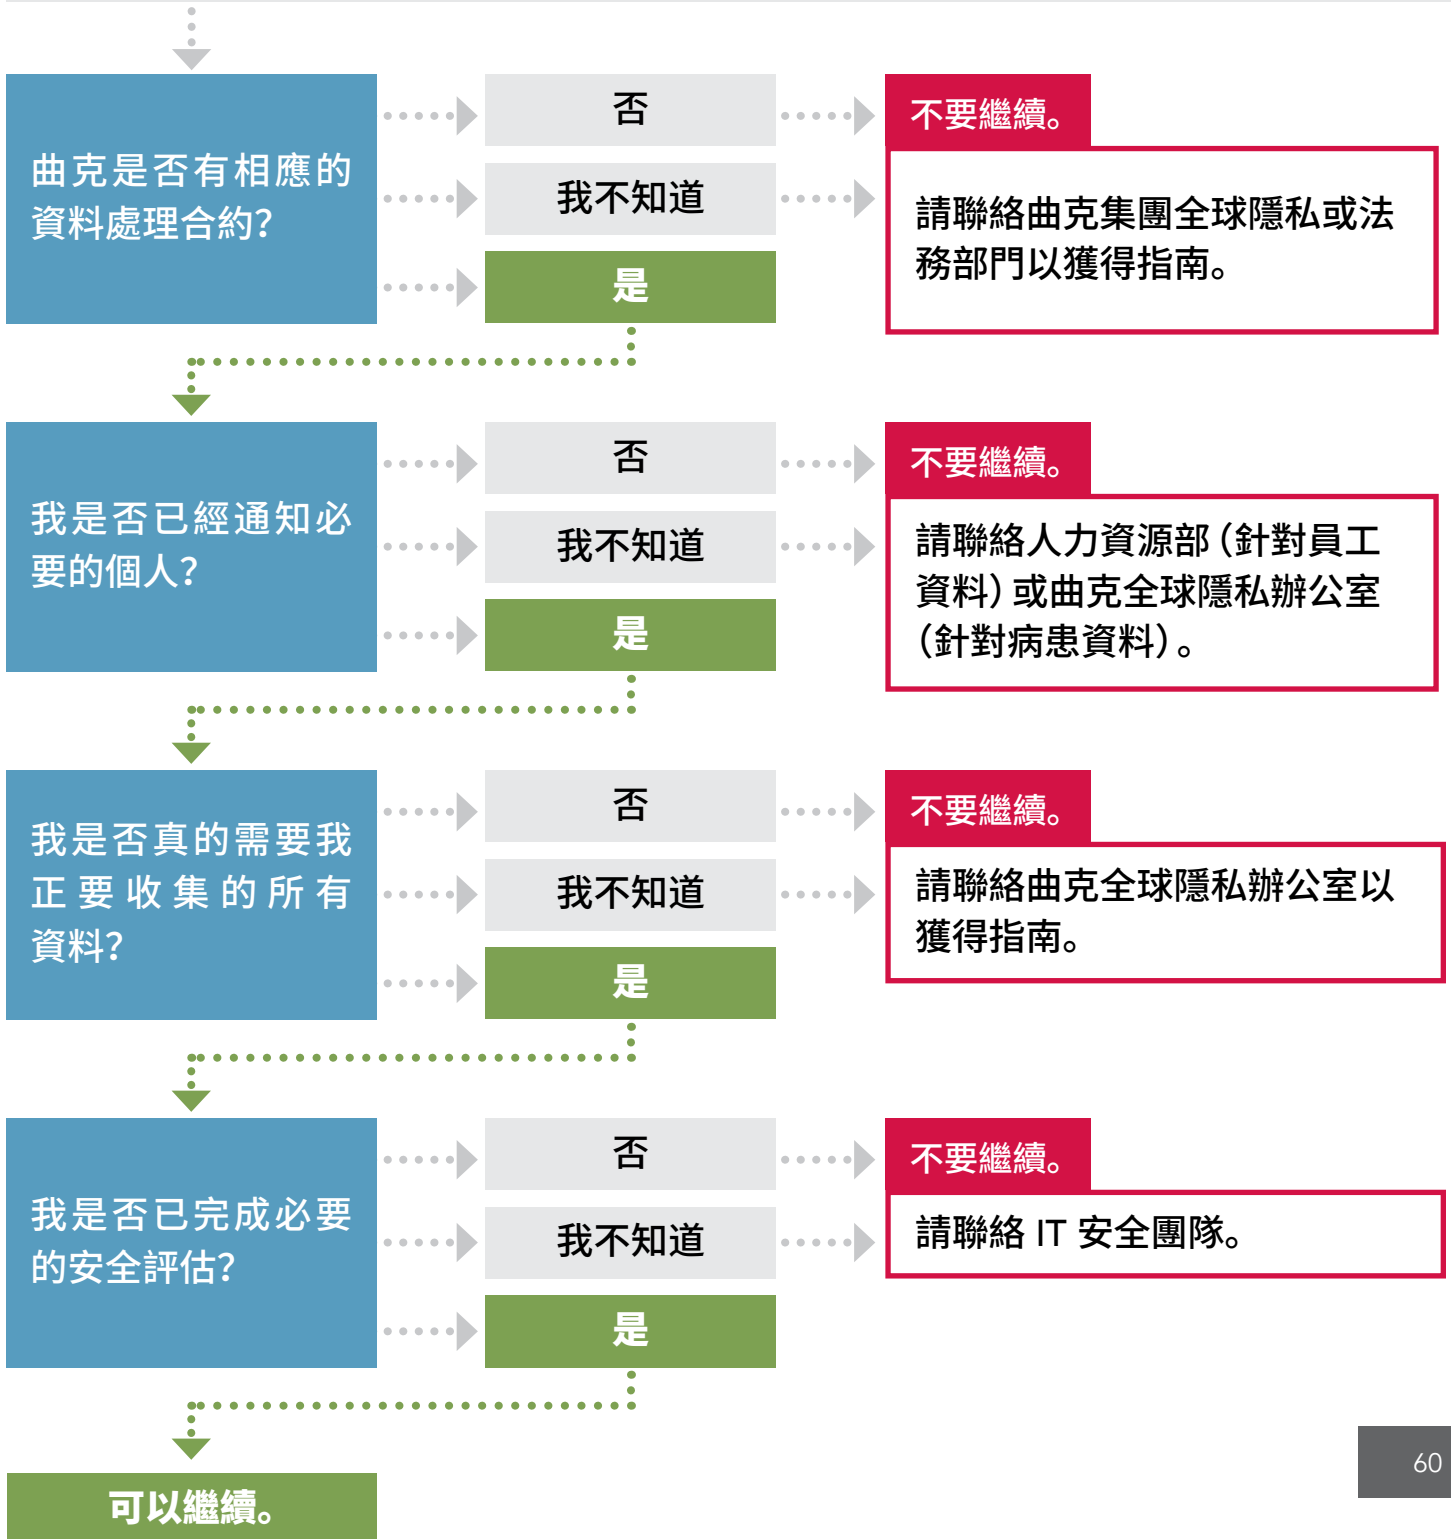 曲克是否有相應的
資料處理合約？
否
我不知道
是
不要繼續。
請聯絡曲克集團全球隱私或法
務部門以獲得指南。
我是否已經通知必
要的個人？
否
我不知道
是
不要繼續。
請聯絡人力資源部（針對員工
資料）或曲克全球隱私辦公室
（針對病患資料）。
我是否真的需要我
正要收集的所有
資料？
否
我不知道
是
不要繼續。
請聯絡曲克全球隱私辦公室以
獲得指南。
我是否已完成必要
的安全評估？
否
我不知道
是
不要繼續。
請聯絡 IT 安全團隊。
可以繼續。
60